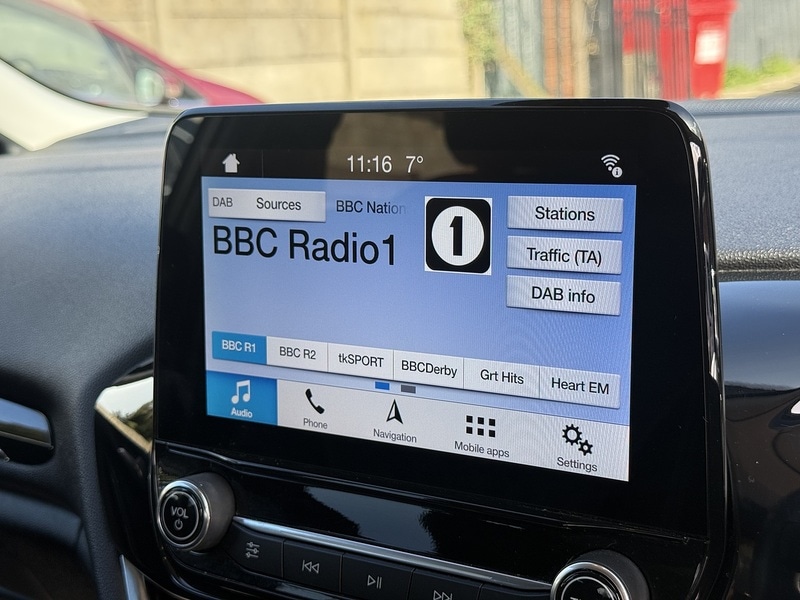 11:16 7°
DAB Sources BBC Nation
1
Stations
BBC Radio1
Traffic (TA)
DAB info
BBC R1 BBC R2 tkSPORT BBCDerby Grt Hits Heart EM
Audio Phone Navigation Mobile apps Settings
VOL